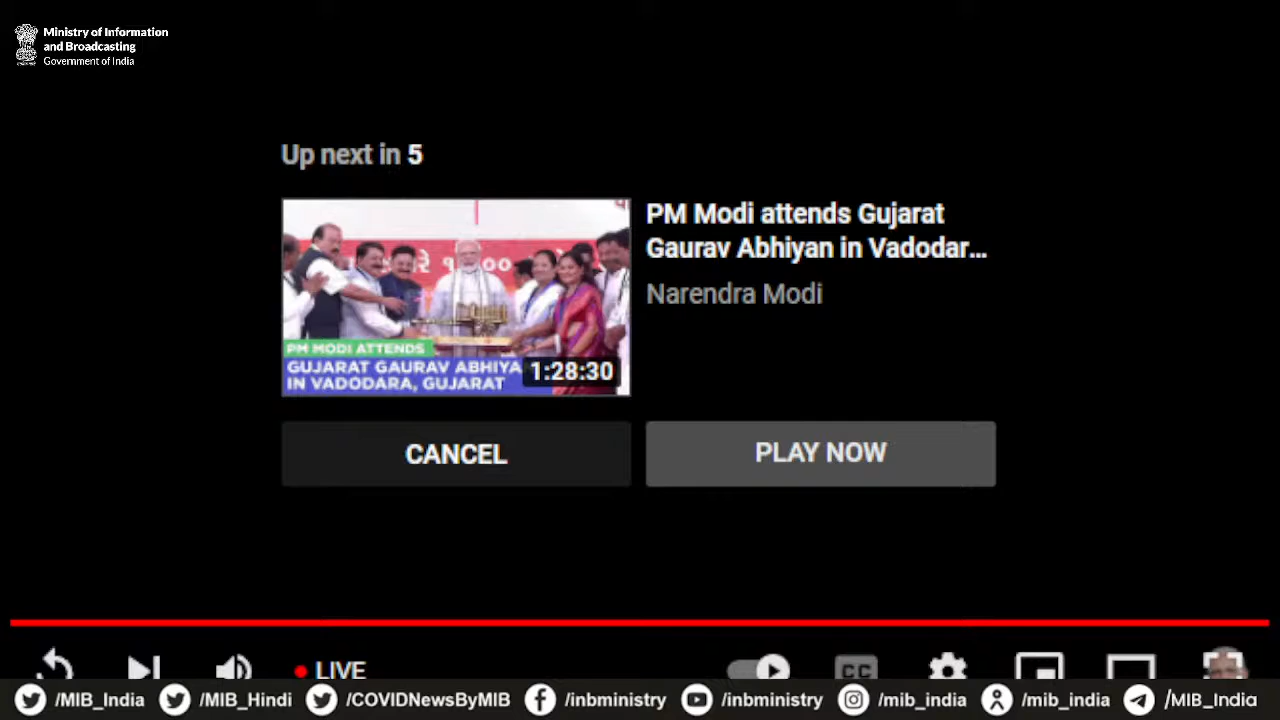 Ministry of Information
and Broadcasting
Government of India
Up next in 5
PM Modi attends Gujarat
Gaurav Abhiyan in Vadodar...
Narendra Modi
PM MODI ATTENDS
GUJARAT GAURAV ABHIYA
IN VADODARA, GUJARAT
1:28:30
CANCEL
PLAY NOW
LIVE
CC
/MIB_India
/MIB_Hindi
/COVIDNewsByMIB
/inbministry
/inbministry
/mib_india
/mib_india
/MIB_India